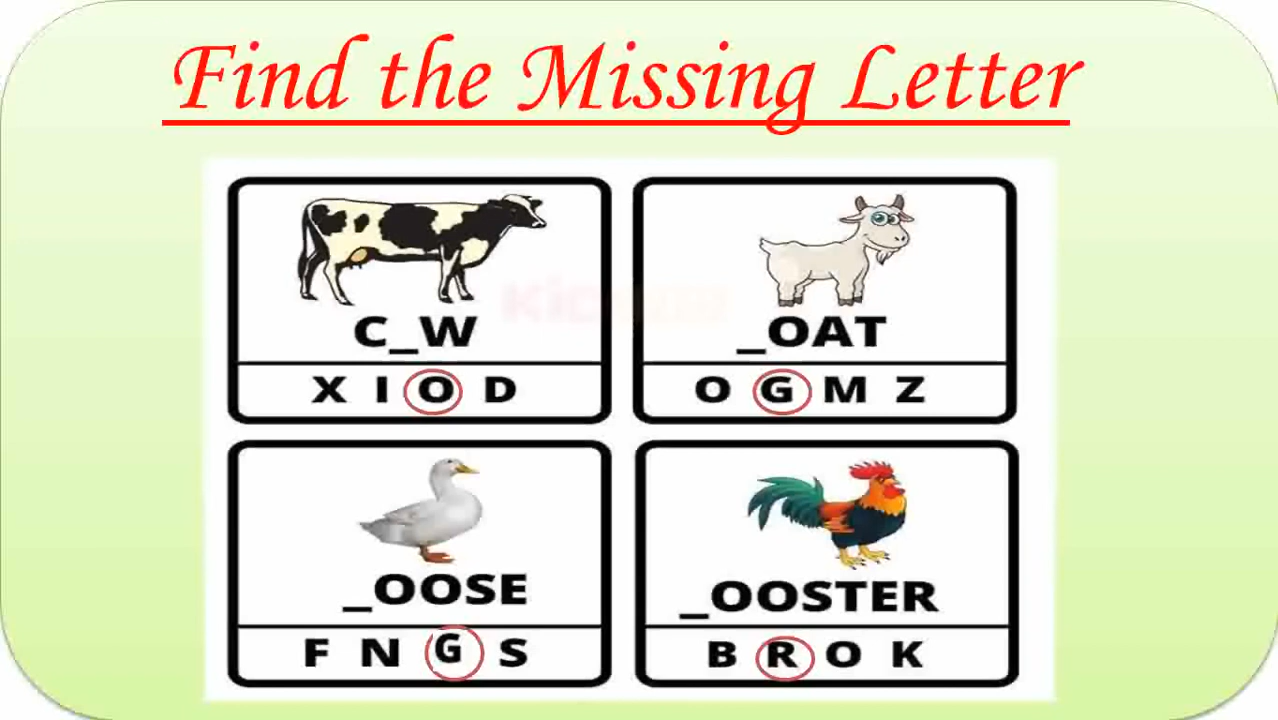 Find the Missing Letter
C_W
X I O D
_OAT
O G M Z
_OOSE
F N G S
_OOSTER
B R O K